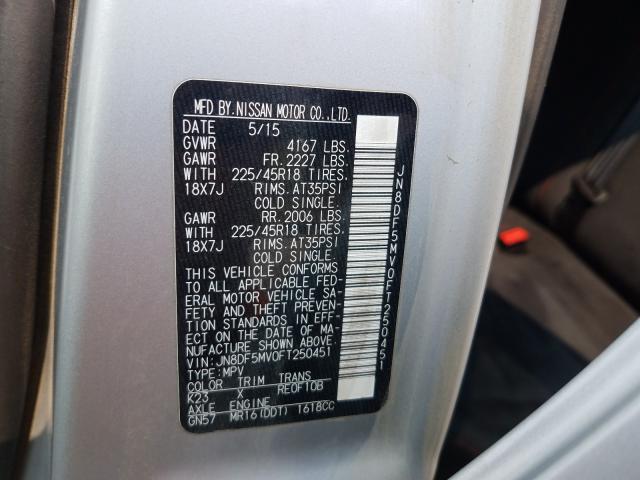 MFD BY.NISSAN MOTOR CO.,LTD.
DATE 5/15
GVWR 4167 LBS.
GAWR FR.2227 LBS.
WITH 225/45R18 TIRES.
18X7J RIMS.AT35PSI
COLD SINGLE.
GAWR RR.2006 LBS.
WITH 225/45R18 TIRES.
18X7J RIMS.AT35PSI
COLD SINGLE.
THIS VEHICLE CONFORMS
TO ALL APPLICABLE FED-
ERAL MOTOR VEHICLE SA-
FETY AND THEFT PREVEN-
TION STANDARDS IN EFF-
ECT ON THE DATE OF MA-
NUFACTURE SHOWN ABOVE.
VIN:JN8DF5MV0FT250451
TYPE:MPV
COLOR TRIM TRANS
K23 X RE0F10B
AXLE ENGINE
GN57 MR16(DDT) 1618CC
JN8DF5MV0FT250451